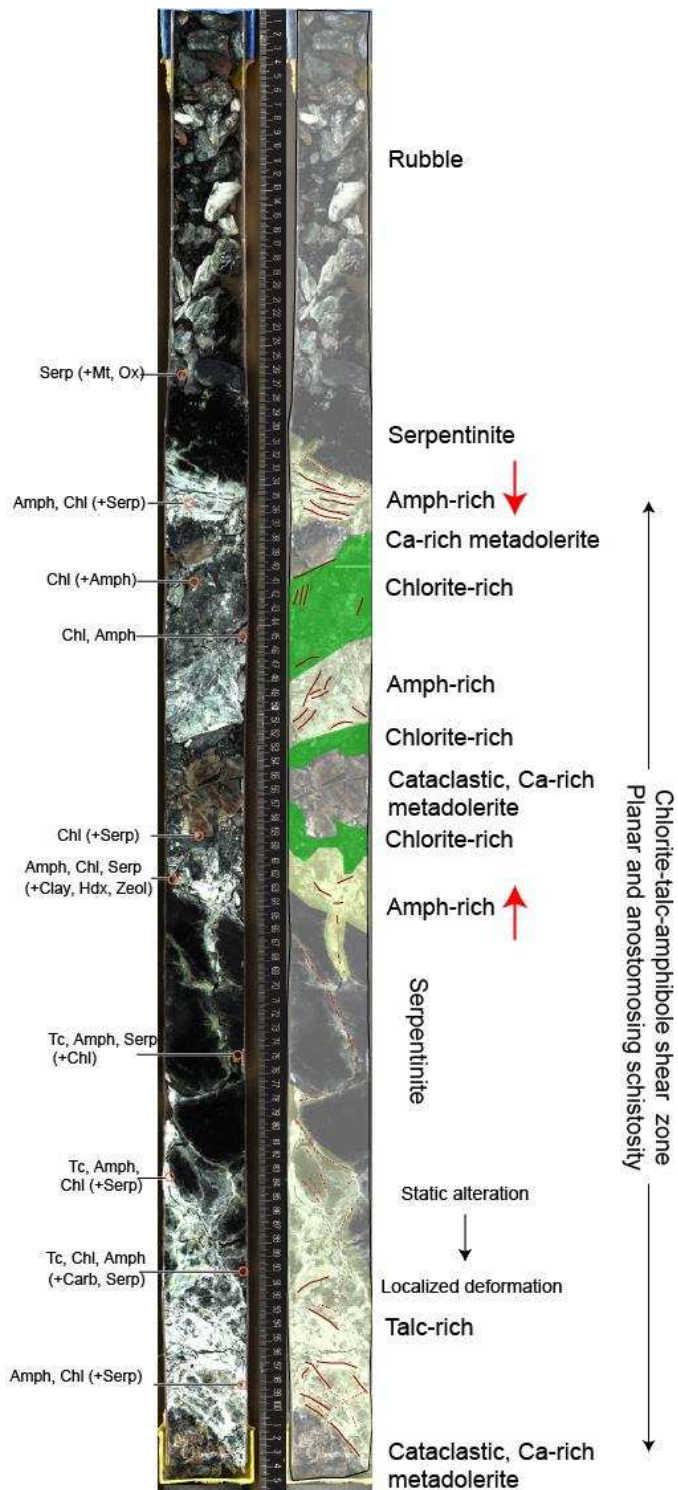 Rubble
Serp (+Mt, Ox)
Serpentinite
Amph, Chl (+Serp)
Amph-rich
Ca-rich metadolerite
Chl (+Amph)
Chlorite-rich
Chl, Amph
Amph-rich
Chlorite-rich
Cataclastic, Ca-rich
metadolerite
Chl (+Serp)
Chlorite-rich
Amph, Chl, Serp
(+Clay, Hdx, Zeol)
Amph-rich
Serpentinite
Tc, Amph, Serp
(+Chl)
Tc, Amph,
Chl (+Serp)
Static alteration
Tc, Chl, Amph
(+Carb, Serp)
Localized deformation
Talc-rich
Amph, Chl (+Serp)
Cataclastic, Ca-rich
metadolerite
Chlorite-talc-amphibole shear zone
Planar and anostomosing schistosity